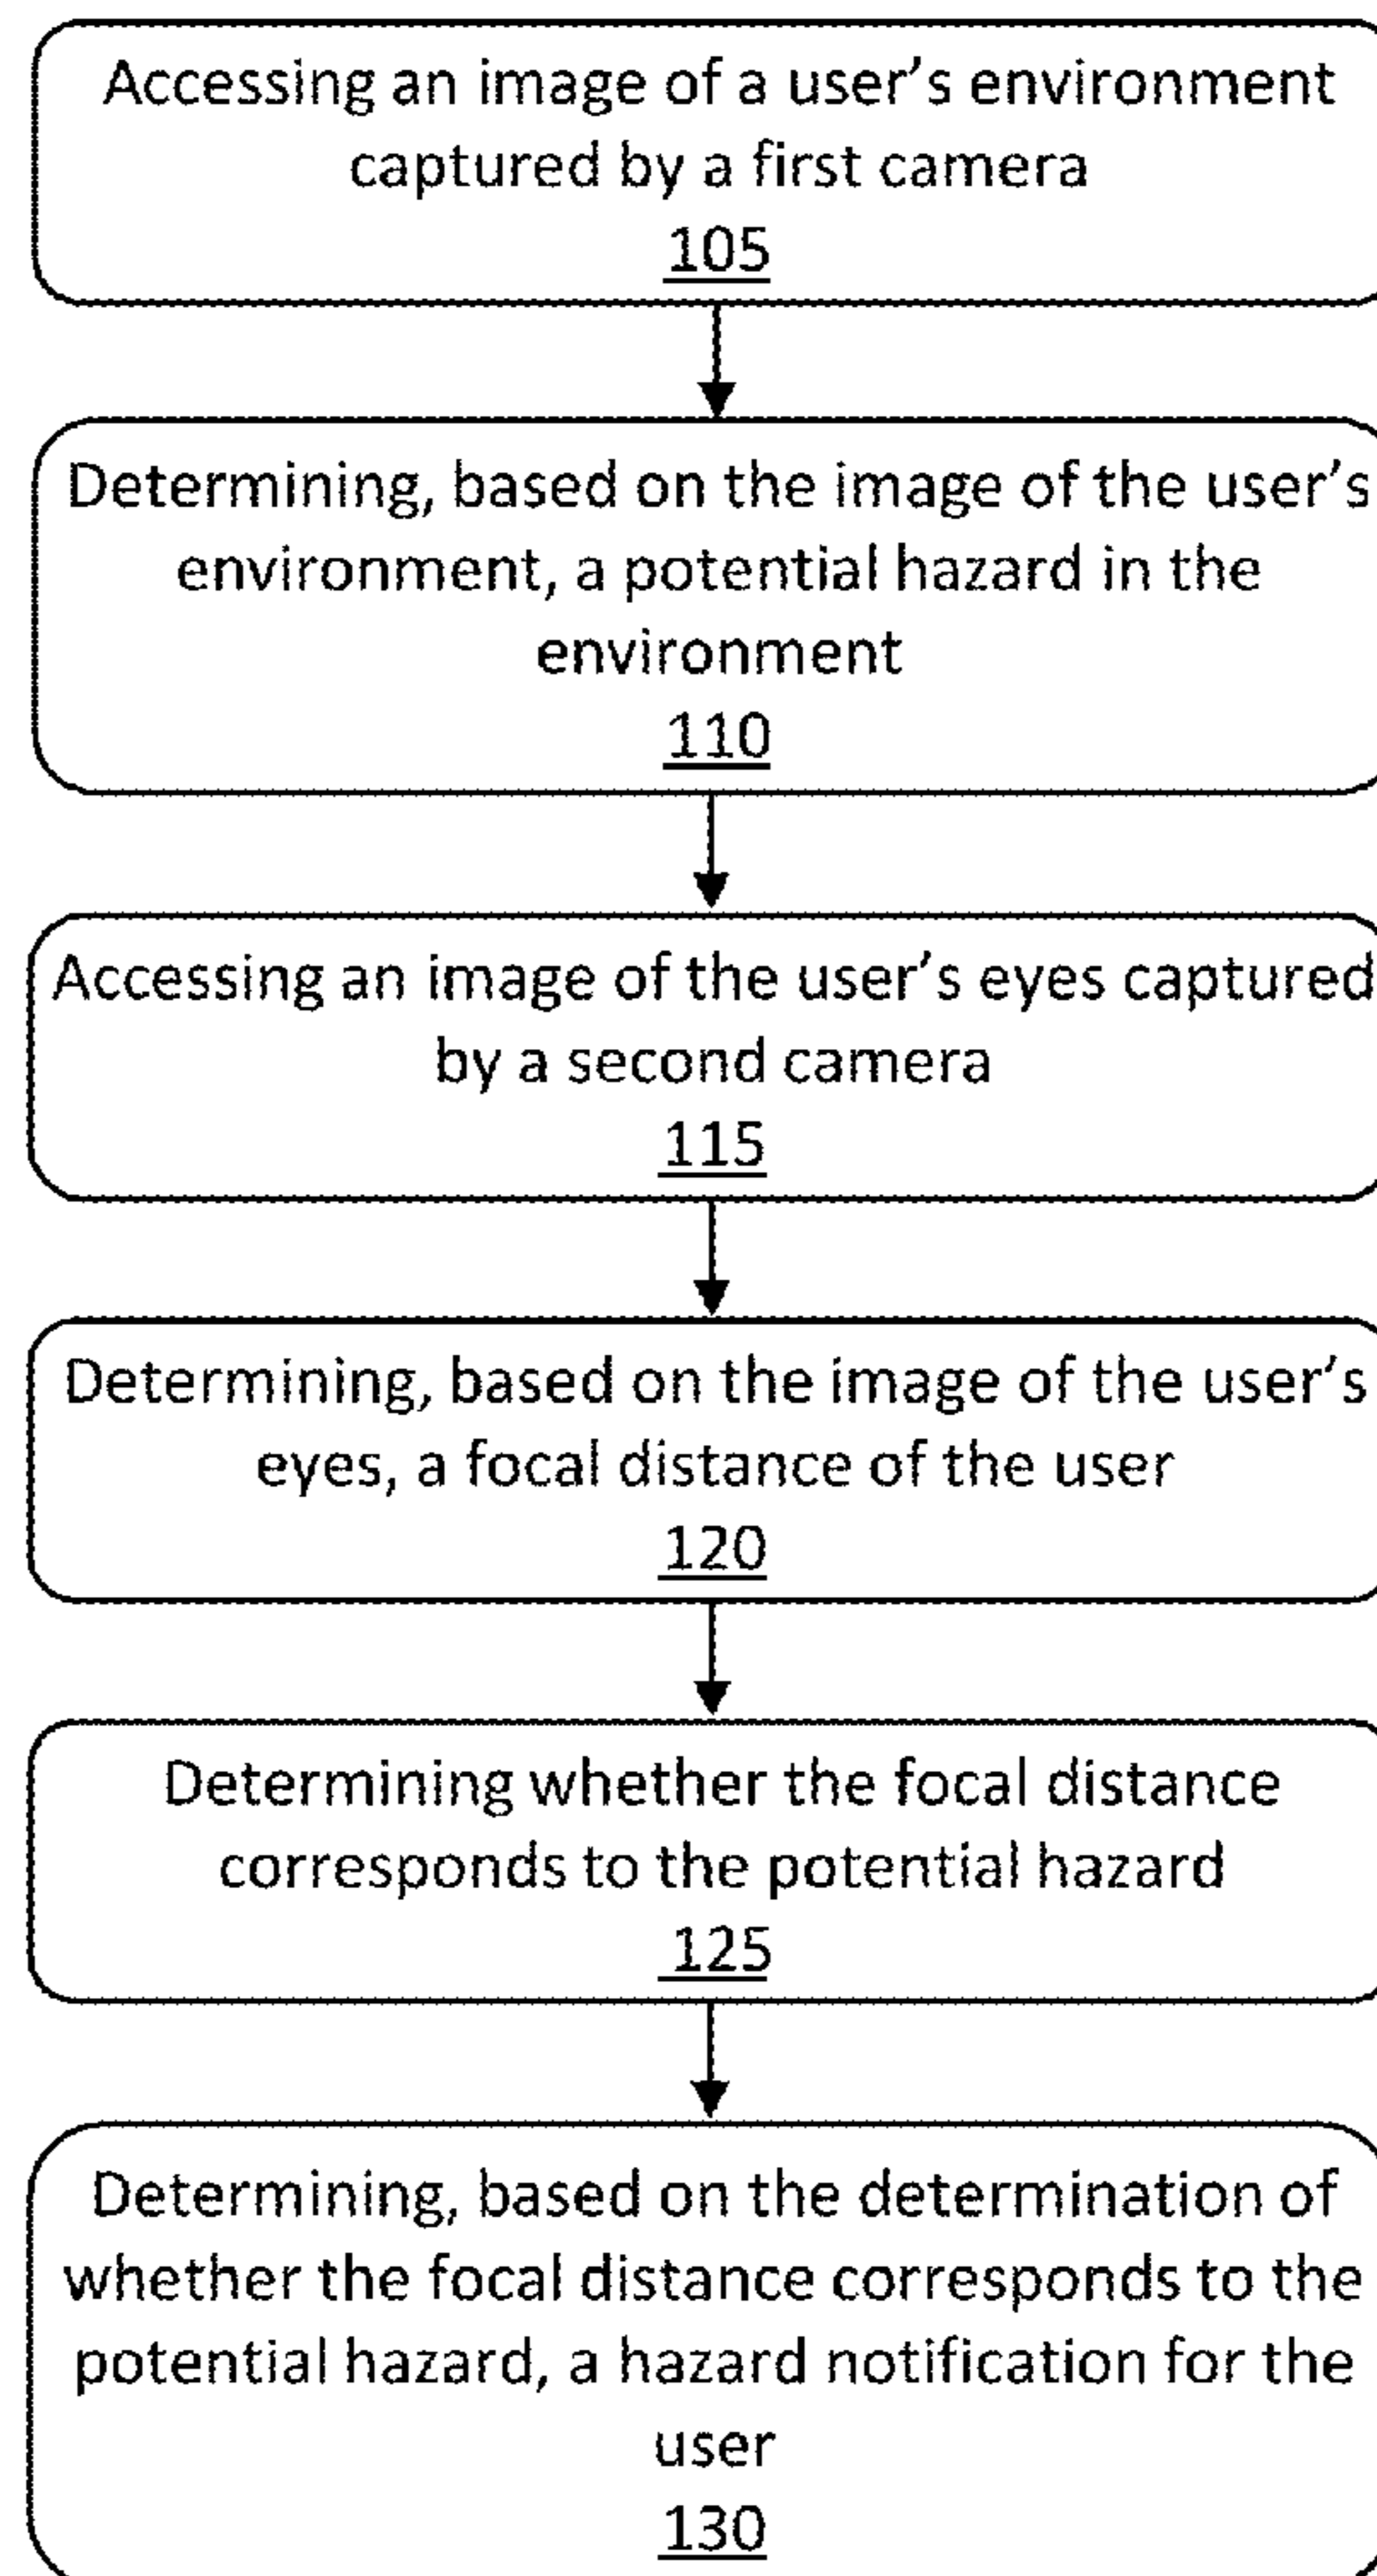 Accessing an image of a user's environment
captured by a first camera
105
Determining, based on the image of the user's
environment, a potential hazard in the
environment
110
Accessing an image of the user's eyes captured
by a second camera
115
Determining, based on the image of the user's
eyes, a focal distance of the user
120
Determining whether the focal distance
corresponds to the potential hazard
125
Determining, based on the determination of
whether the focal distance corresponds to the
potential hazard, a hazard notification for the
user
130